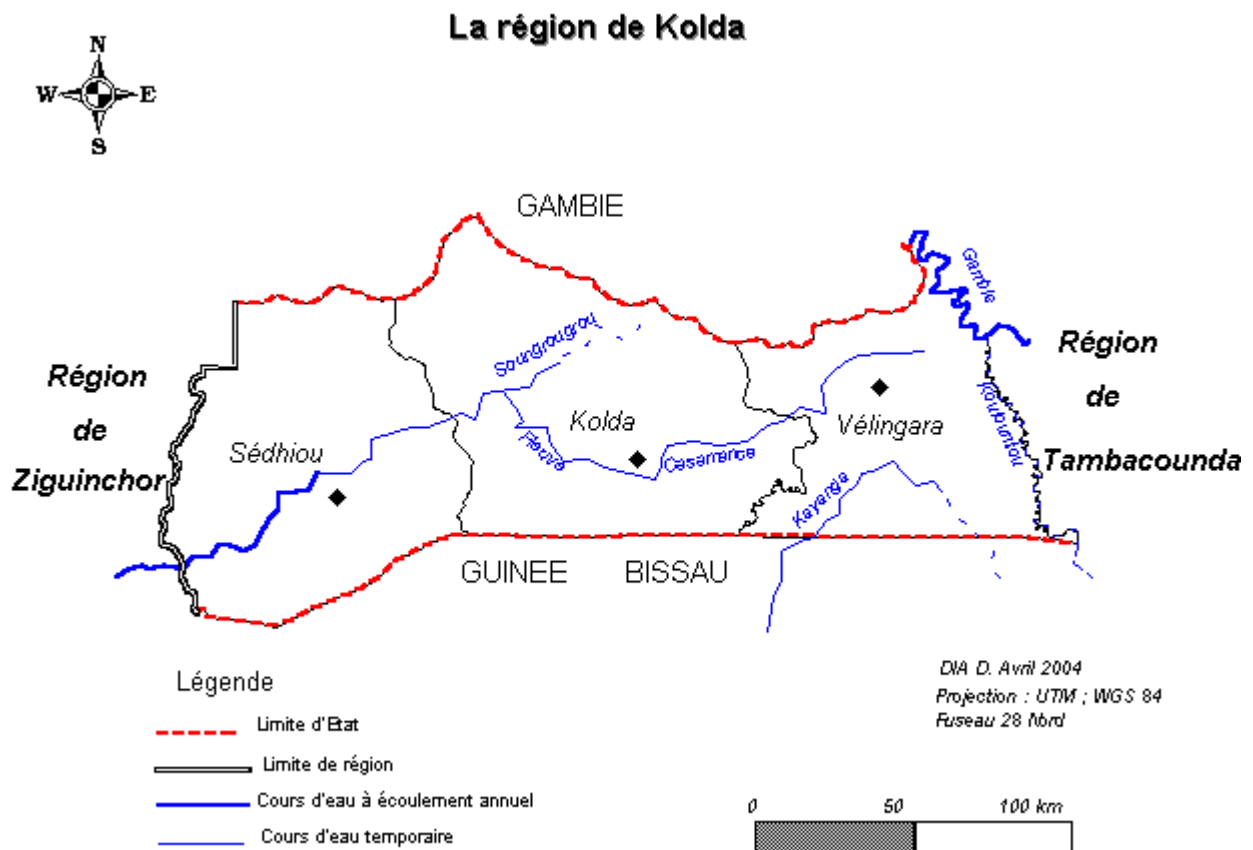 La région de Kolda
N
W E
S
GAMBIE
Gambie
Soungrougrou
Région
de
Ziguinchor
Région
de
Tambacounda
Koulountou
Sédhiou
Kolda
Vélingara
Fleuve
Casamance
Kayanga
GUINEE BISSAU
Légende
Limite d'Etat
Limite de région
Cours d'eau à écoulement annuel
Cours d'eau temporaire
DIA D. Avril 2004
Projection : UTM ; WGS 84
Fuseau 28 Nord
0 50 100 km